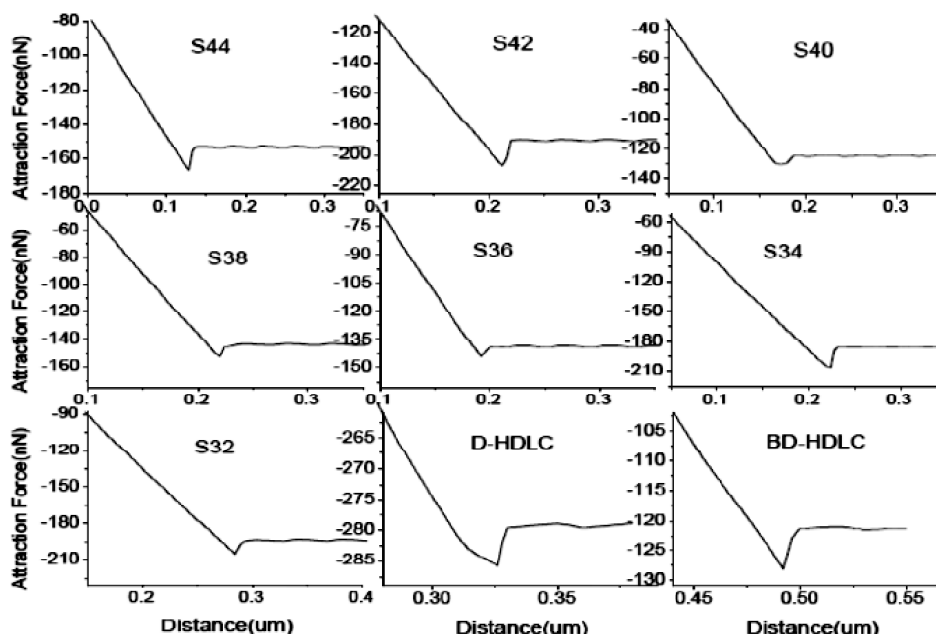 Attraction Force(nN)
-80
-100
-120
-140
-160
-180
S44
0.0 0.1 0.2 0.3
-120
-140
-160
-180
-200
-220
S42
0.1 0.2 0.3
-40
-60
-80
-100
-120
-140
S40
0.1 0.2 0.3
Attraction Force(nN)
-60
-80
-100
-120
-140
-160
S38
0.1 0.2 0.3
-75
-90
-105
-120
-135
-150
S36
0.1 0.2 0.3
-60
-90
-120
-150
-180
-210
S34
0.1 0.2 0.3
Attraction Force(nN)
-90
-120
-150
-180
-210
S32
0.2 0.3 0.4
Distance(um)
-265
-270
-275
-280
-285
D-HDLC
0.30 0.35
Distance(um)
-105
-110
-115
-120
-125
-130
BD-HDLC
0.45 0.50 0.55
Distance(um)